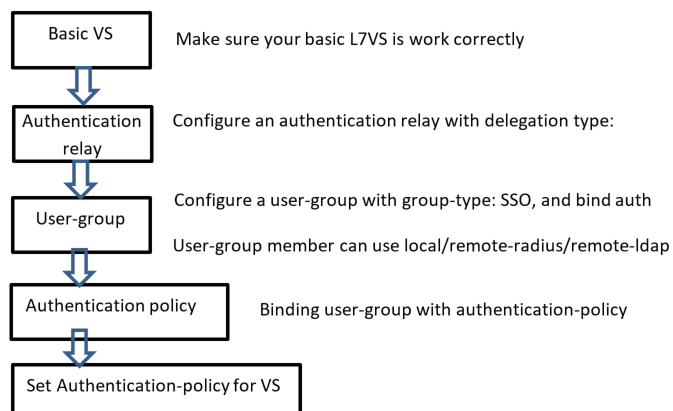 Basic VS
Make sure your basic L7VS is work correctly
Authentication
relay
Configure an authentication relay with delegation type:
User-group
Configure a user-group with group-type: SSO, and bind auth
User-group member can use local/remote-radius/remote-ldap
Authentication policy
Binding user-group with authentication-policy
Set Authentication-policy for VS